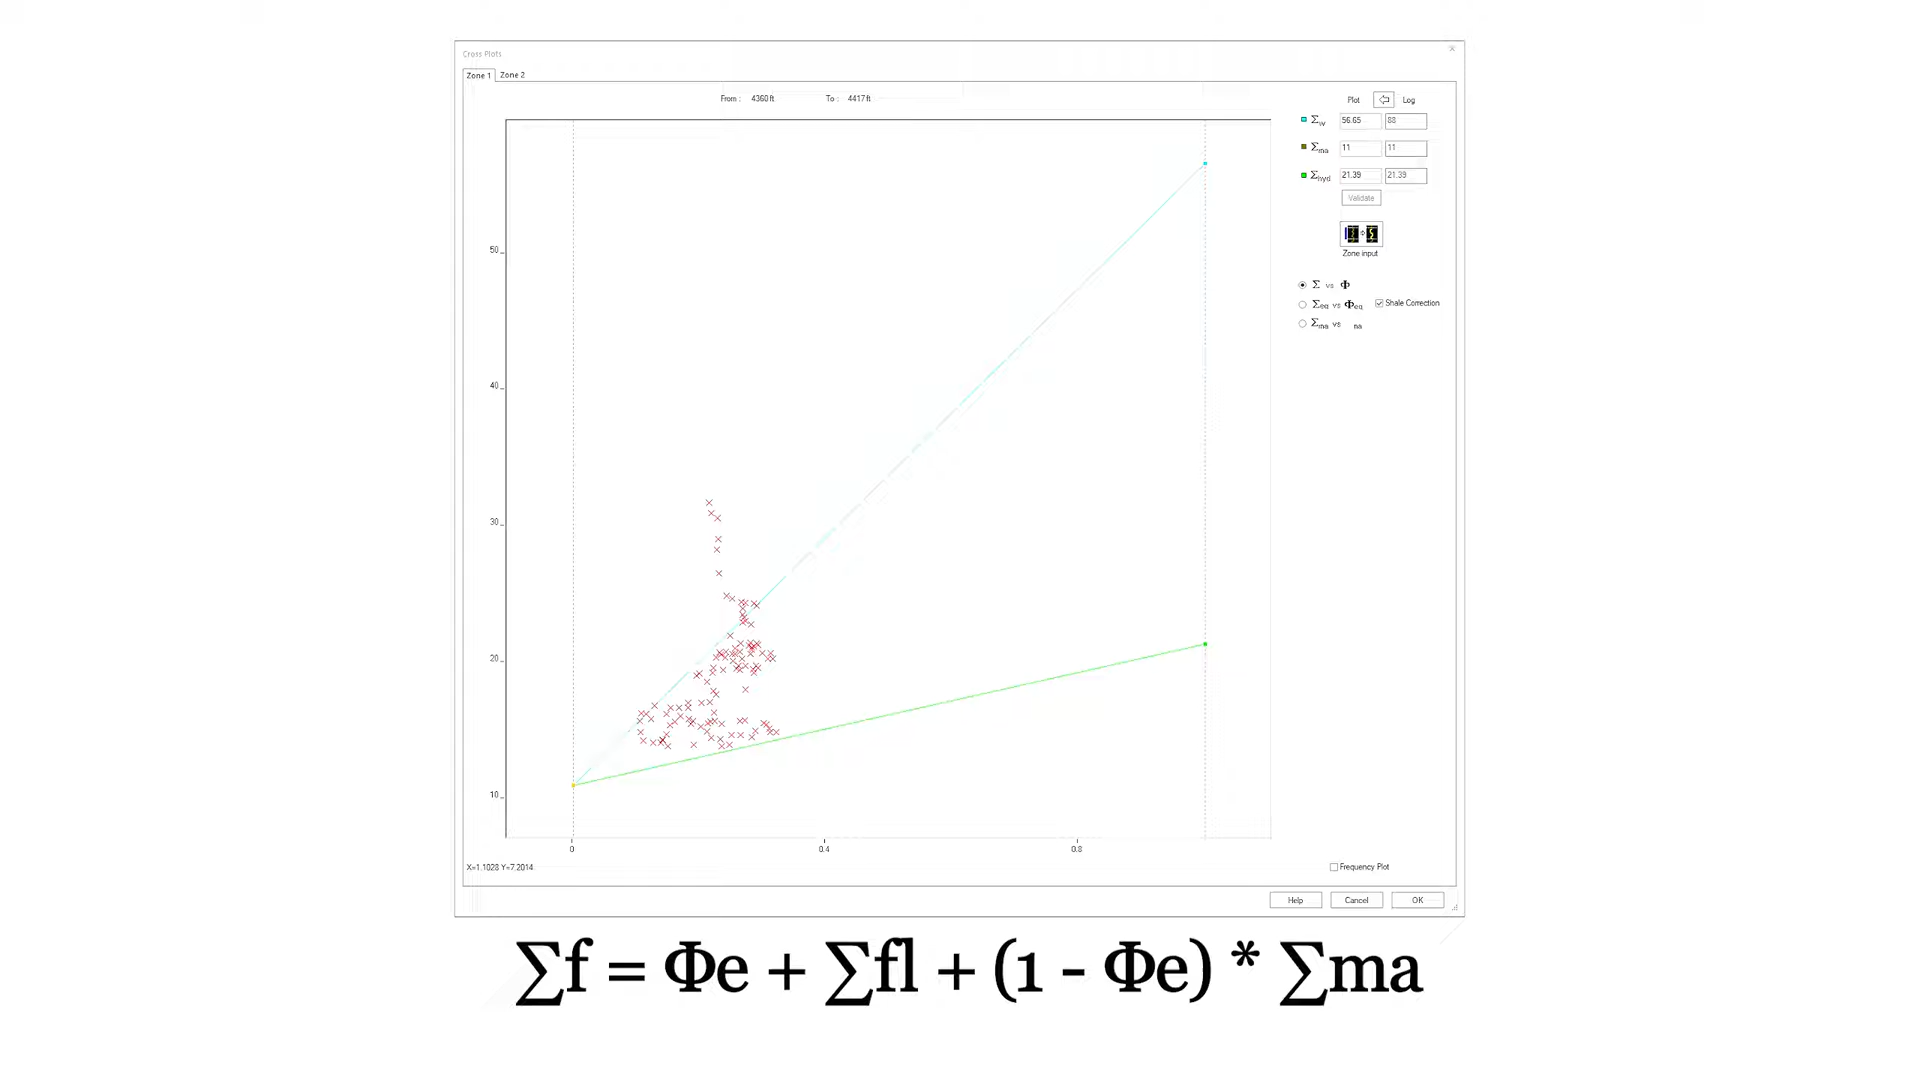 Cross Plots
Zone 1 Zone 2
From : 4360 ft To : 4417 ft
Plot Log
Σw 56.65 88
Σma 11 11
Σhyd 21.39 21.39
Validate
Zone input
Σ vs Φ
Σeq vs Φeq Shale Correction
Σma vs ma
50
40
30
20
10
0 0.4 0.8
X=1.1028 Y=7.2014
Frequency Plot
Help Cancel OK
Σf = Φe + Σfl + (1 - Φe) * Σma